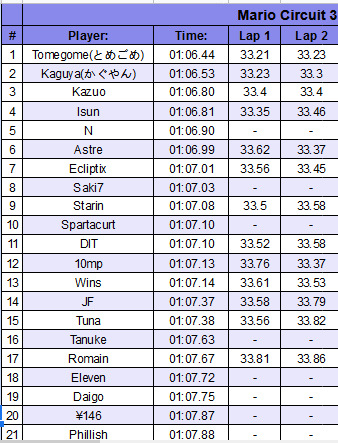 Mario Circuit 3
# Player: Time: Lap 1 Lap 2
1 Tomegome(とめごめ) 01:06.44 33.21 33.23
2 Kaguya(かぐやん) 01:06.53 33.23 33.3
3 Kazuo 01:06.80 33.4 33.4
4 Isun 01:06.81 33.35 33.46
5 N 01:06.90 - -
6 Astre 01:06.99 33.62 33.37
7 Ecliptix 01:07.01 33.56 33.45
8 Saki7 01:07.03 - -
9 Starin 01:07.08 33.5 33.58
10 Spartacurt 01:07.10 - -
11 DIT 01:07.10 33.52 33.58
12 10mp 01:07.13 33.76 33.37
13 Wins 01:07.14 33.61 33.53
14 JF 01:07.37 33.58 33.79
15 Tuna 01:07.38 33.56 33.82
16 Tanuke 01:07.63 - -
17 Romain 01:07.67 33.81 33.86
18 Eleven 01:07.72 - -
19 Daigo 01:07.75 - -
20 ¥146 01:07.87 - -
21 Phillish 01:07.88 - -